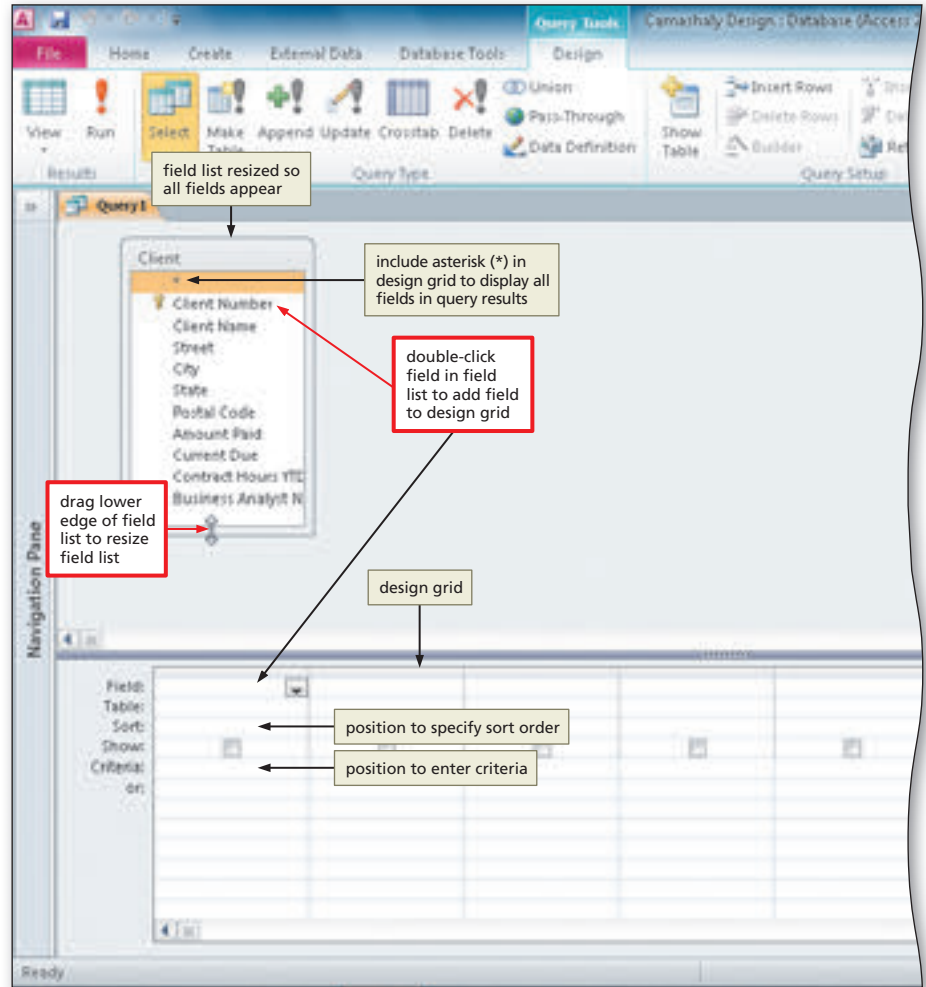 Query Tools
Camashaly Design : Database (Access 2
File
Home
Create
External Data
Database Tools
Design
View
Run
Select
Make
Table
Append
Update
Crosstab
Delete
Union
Pass-Through
Data Definition
Show
Table
Insert Rows
Delete Rows
Builder
Results
Query Type
Query Setup
field list resized so
all fields appear
Query1
Client
*
Client Number
Client Name
Street
City
State
Postal Code
Amount Paid
Current Due
Contract Hours YTD
Business Analyst N
include asterisk (*) in
design grid to display all
fields in query results
double-click
field in field
list to add field
to design grid
drag lower
edge of field
list to resize
field list
Navigation Pane
design grid
Field:
Table:
Sort:
Show:
Criteria:
or:
position to specify sort order
position to enter criteria
Ready